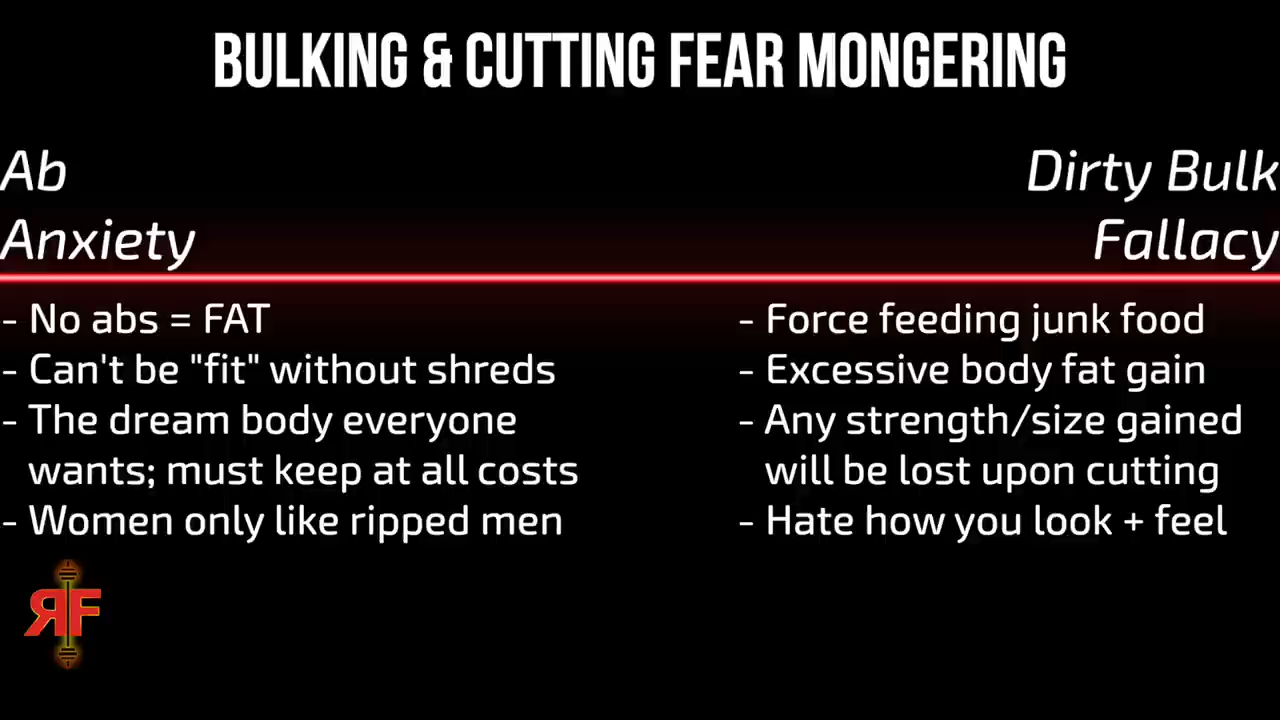 BULKING & CUTTING FEAR MONGERING
Ab
Anxiety
- No abs = FAT
- Can't be "fit" without shreds
- The dream body everyone
wants; must keep at all costs
- Women only like ripped men
Dirty Bulk
Fallacy
- Force feeding junk food
- Excessive body fat gain
- Any strength/size gained
will be lost upon cutting
- Hate how you look + feel
RF